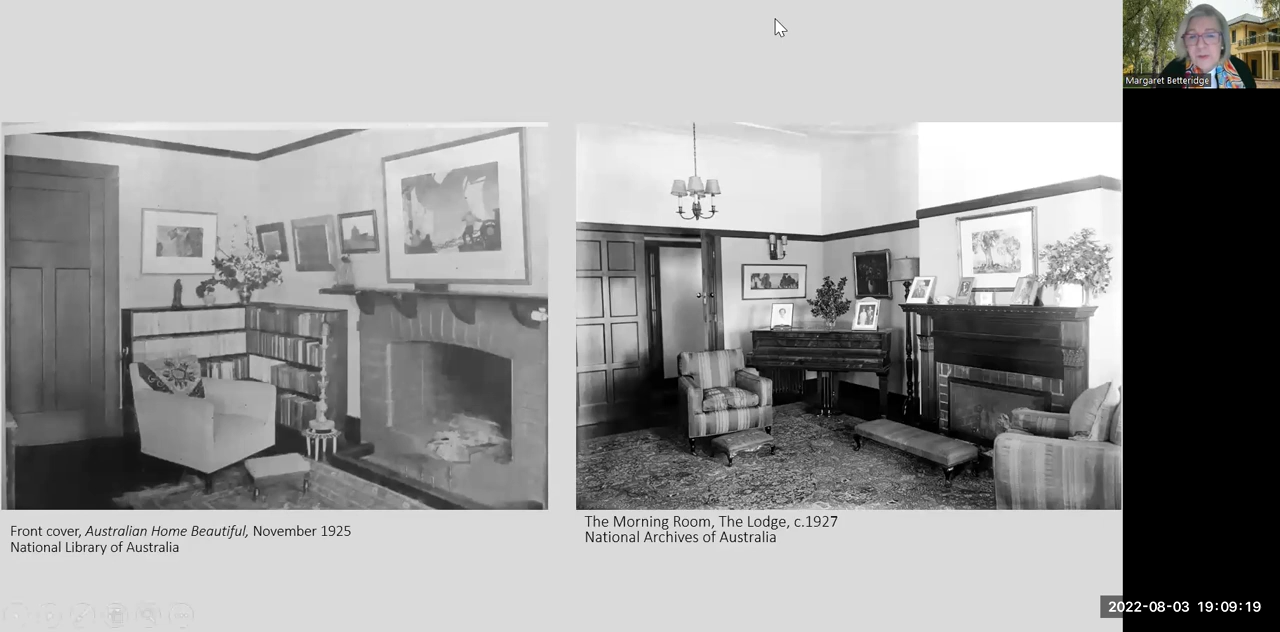 Margaret Betteridge
Front cover, Australian Home Beautiful, November 1925
National Library of Australia
The Morning Room, The Lodge, c.1927
National Archives of Australia
2022-08-03 19:09:19